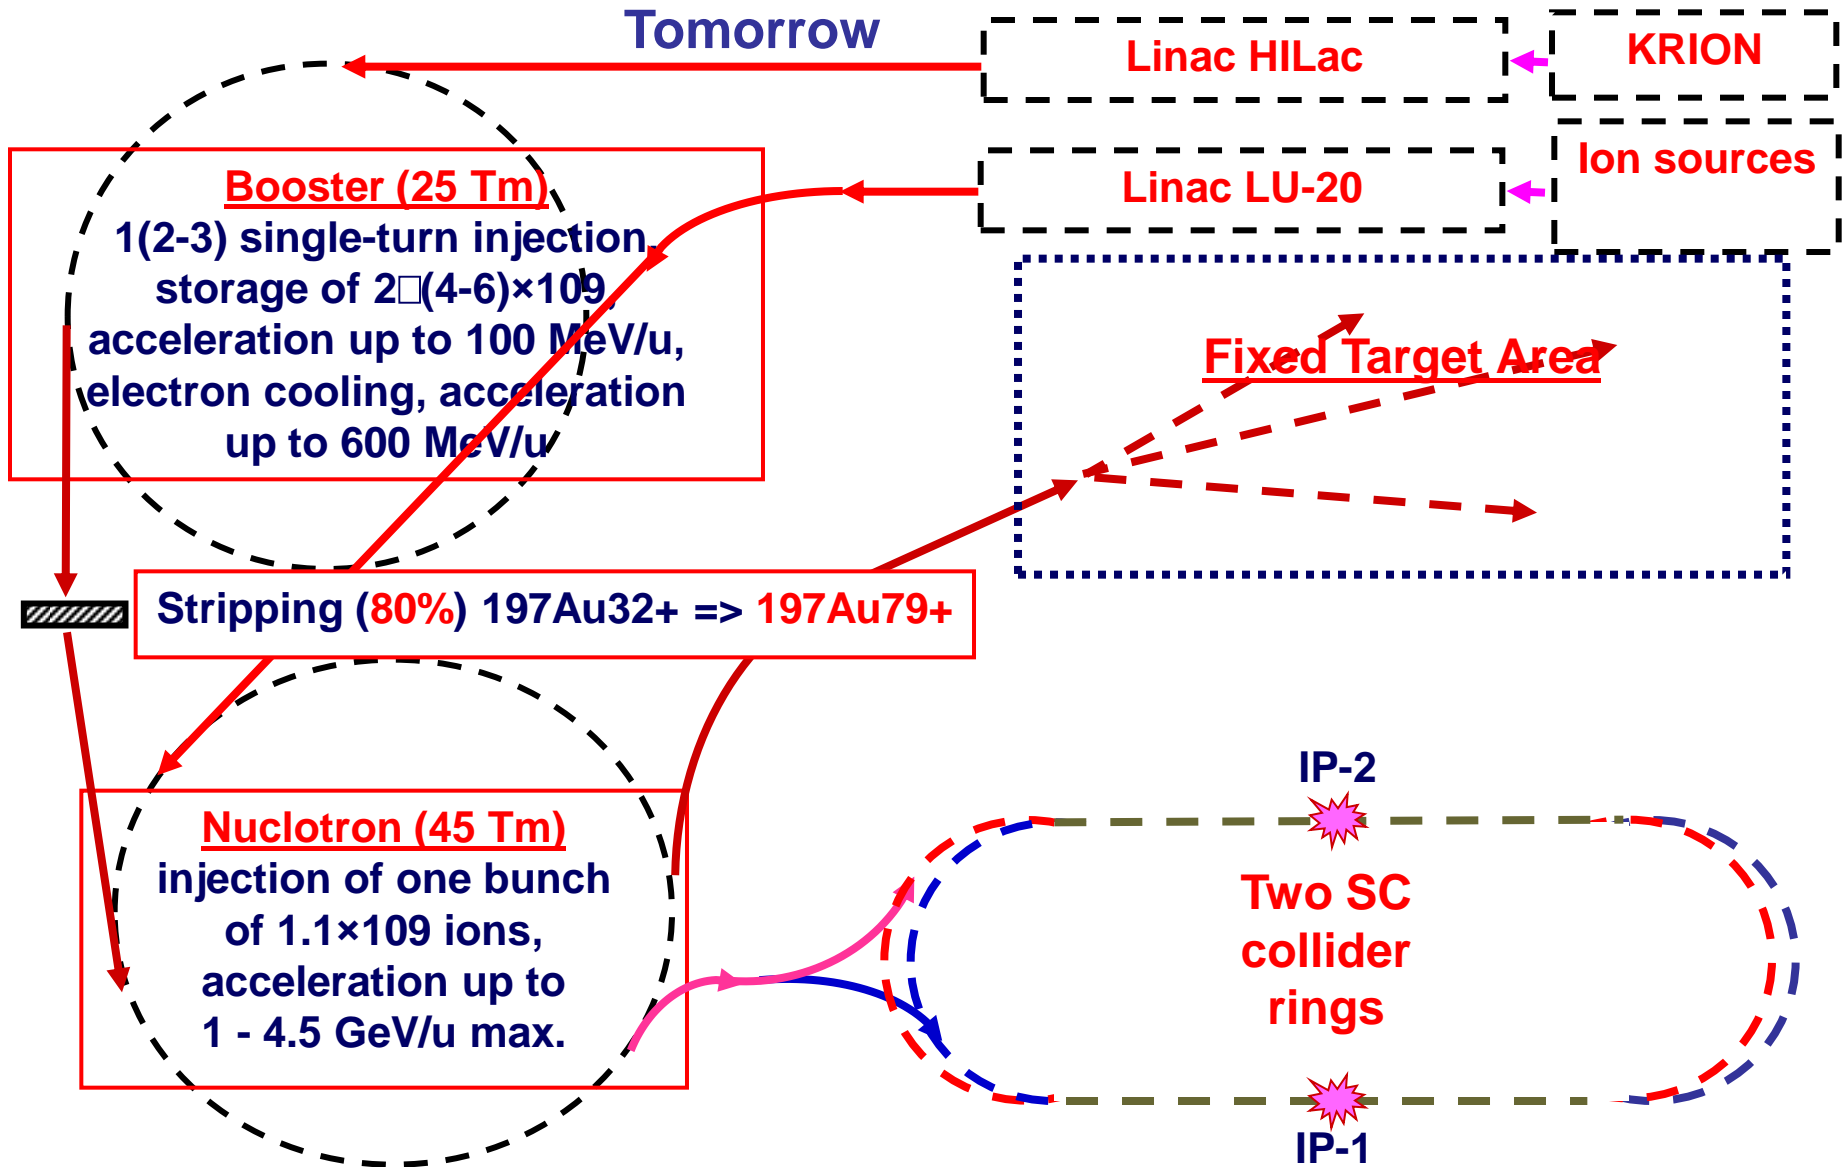 Tomorrow
Linac HILac
KRION
Linac LU-20
Ion sources
Booster (25 Tm)
1(2-3) single-turn injection,
storage of 2□(4-6)×109,
acceleration up to 100 MeV/u,
electron cooling, acceleration
up to 600 MeV/u
Fixed Target Area
Stripping (80%) 197Au32+ => 197Au79+
Nuclotron (45 Tm)
injection of one bunch
of 1.1×109 ions,
acceleration up to
1 - 4.5 GeV/u max.
IP-2
Two SC
collider
rings
IP-1